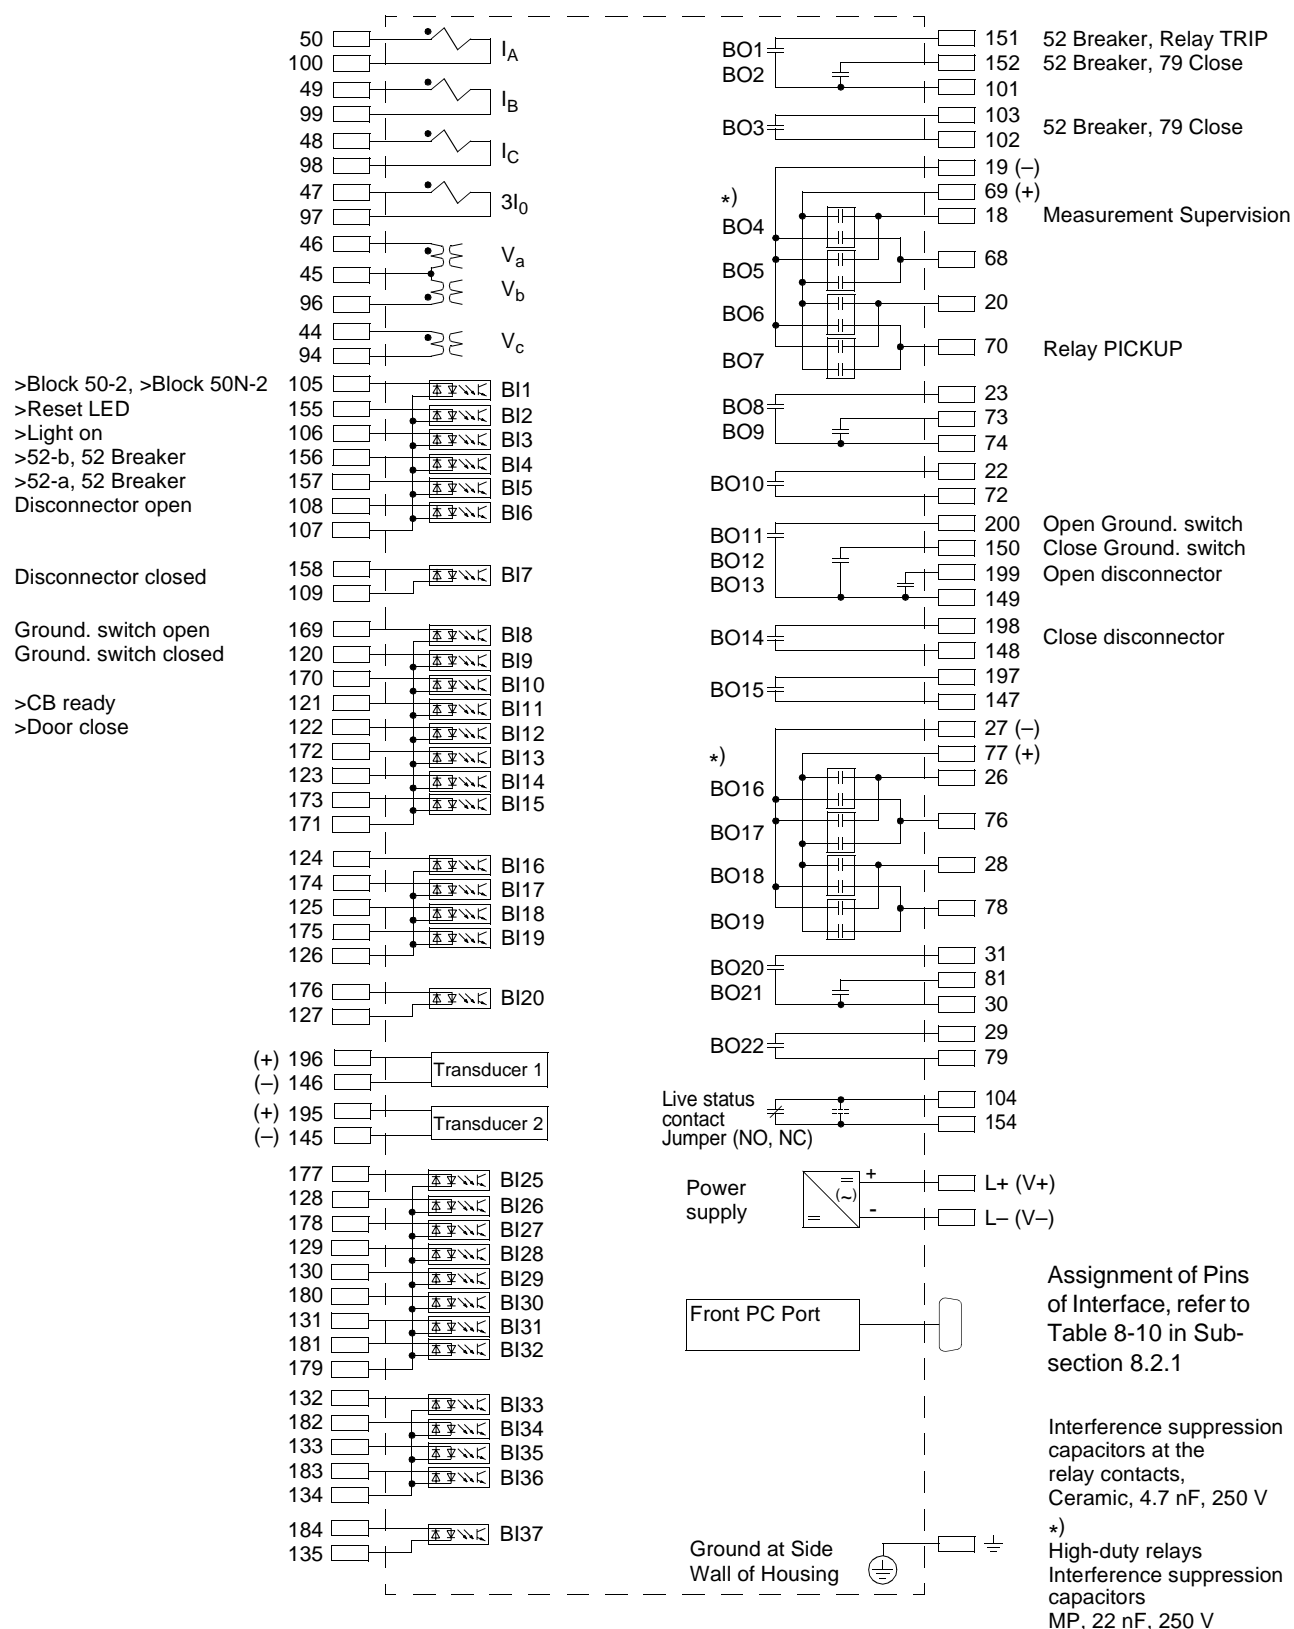 50 I_A 151 52 Breaker, Relay TRIP
100 BO1 152 52 Breaker, 79 Close
49 BO2 101
99 I_B 103
48 BO3 102 52 Breaker, 79 Close
98 I_C 19 (–)
47 *) 69 (+)
97 3I_0 BO4 18 Measurement Supervision
46 V_a 68
45 BO5
96 V_b BO6 20
44 V_c 70 Relay PICKUP
94 BO7
>Block 50-2, >Block 50N-2 105 BI1 23
>Reset LED 155 BI2 BO8 73
>Light on 106 BI3 BO9 74
>52-b, 52 Breaker 156 BI4 22
>52-a, 52 Breaker 157 BI5 BO10 72
Disconnector open 108 BI6
107 BO11 200 Open Ground. switch
BO12 150 Close Ground. switch
Disconnector closed 158 BI7 BO13 199 Open disconnector
109 149
Ground. switch open 169 BI8 BO14 198 Close disconnector
Ground. switch closed 120 BI9 148
170 BI10 BO15 197
>CB ready 121 BI11 147
>Door close 122 BI12 27 (–)
172 BI13 *) 77 (+)
123 BI14 BO16 26
173 BI15
171 BO17 76
124 BI16 BO18 28
174 BI17
125 BI18 BO19 78
175 BI19
126 BO20 31
176 BI20 BO21 81
127 30
BO22 29
(+) 196 Transducer 1 79
(–) 146
(+) 195 Transducer 2 Live status 104
(–) 145 contact 154
Jumper (NO, NC)
177 BI25
128 BI26 Power + L+ (V+)
178 BI27 supply (~) - L– (V–)
129 BI28
130 BI29 Assignment of Pins
180 BI30 of Interface, refer to
131 BI31 Front PC Port Table 8-10 in Sub-
181 BI32 section 8.2.1
179
132 BI33
182 BI34 Interference suppression
133 BI35 capacitors at the
183 BI36 relay contacts,
134 Ceramic, 4.7 nF, 250 V
184 BI37 *)
135 Ground at Side High-duty relays
Wall of Housing Interference suppression
capacitors
MP, 22 nF, 250 V